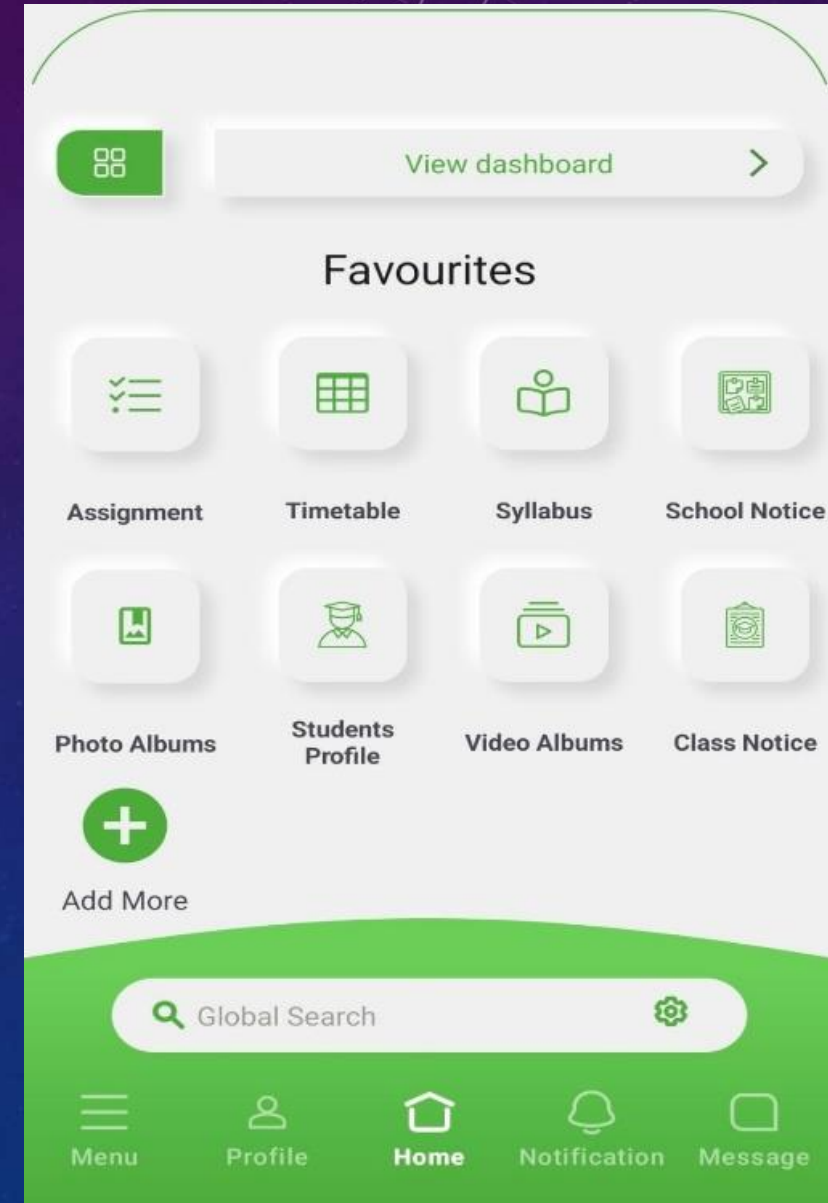 View dashboard
Favourites
Assignment
Timetable
Syllabus
School Notice
Photo Albums
Students
Profile
Video Albums
Class Notice
Add More
Global Search
Menu
Profile
Home
Notification
Message